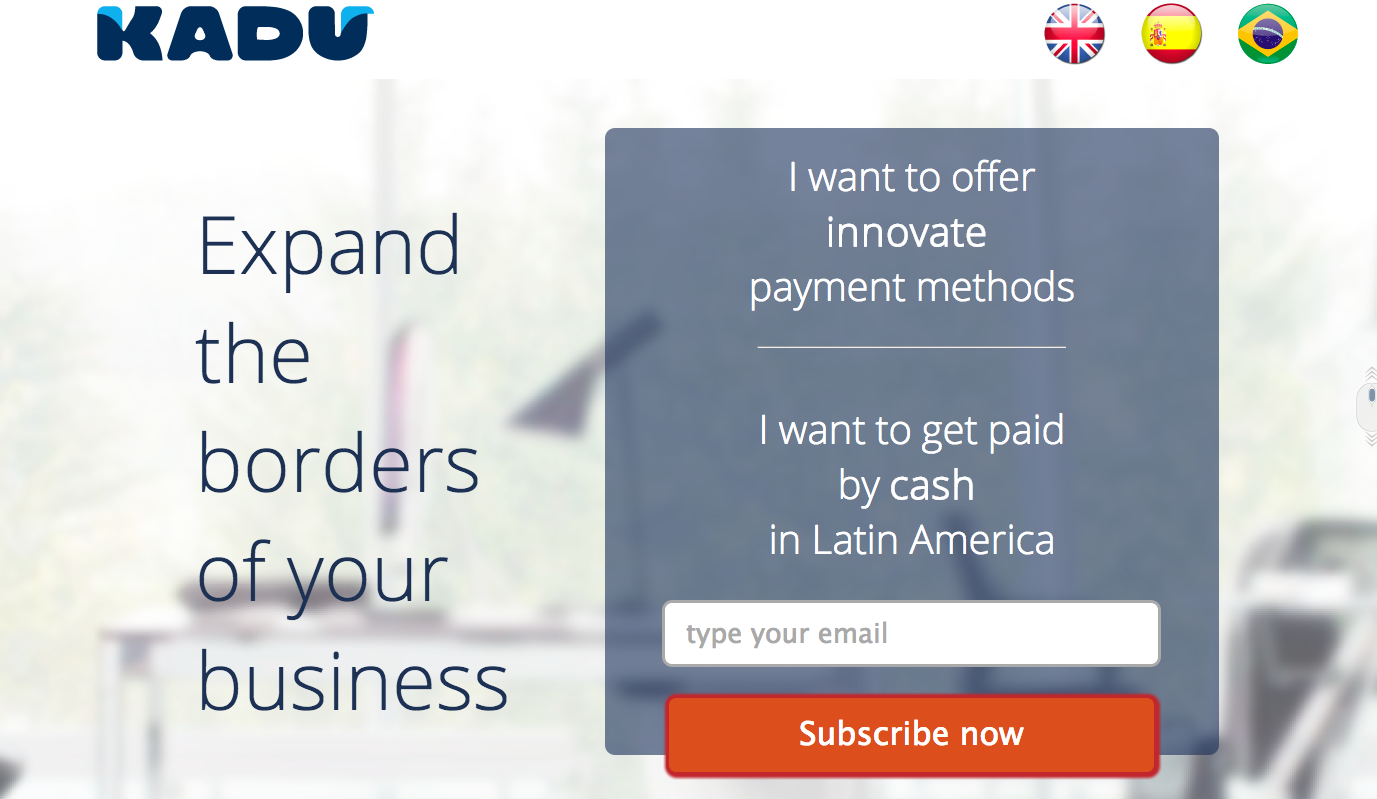 KADU
Expand
the
borders
of your
business
I want to offer
innovate
payment methods
I want to get paid
by cash
in Latin America
type your email
Subscribe now